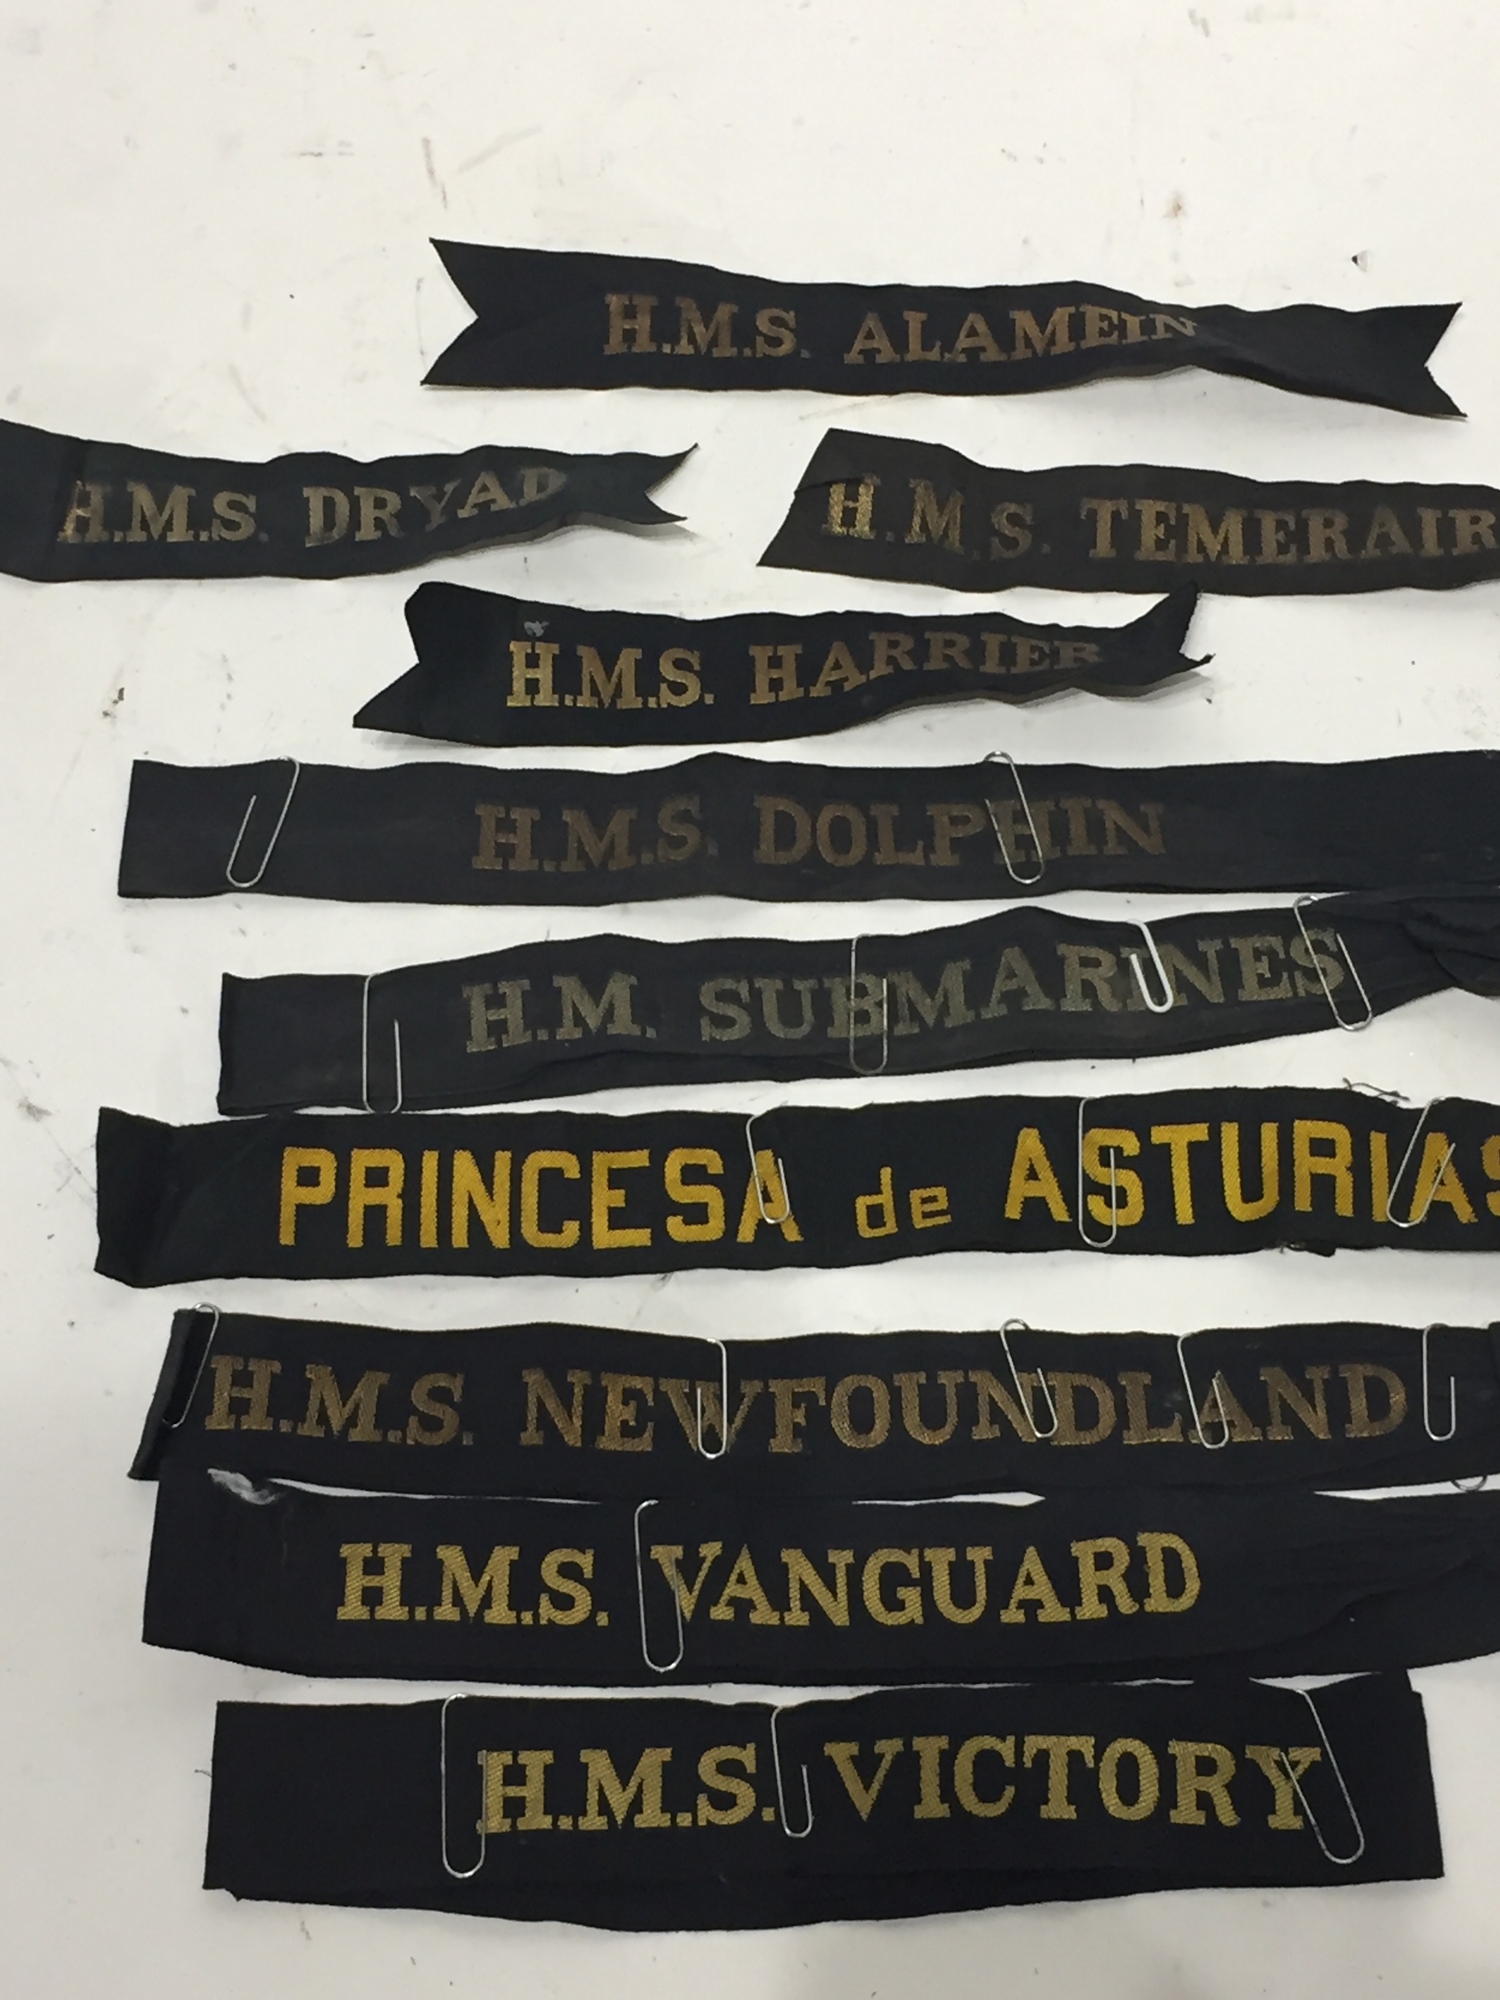 H.M.S. ALAMEIN
H.M.S. DRYAD
H.M.S. TEMERAIR
H.M.S. HARRIER
H.M.S. DOLPHIN
H.M. SUBMARINES
PRINCESA de ASTURIAS
H.M.S. NEWFOUNDLAND
H.M.S. VANGUARD
H.M.S. VICTORY